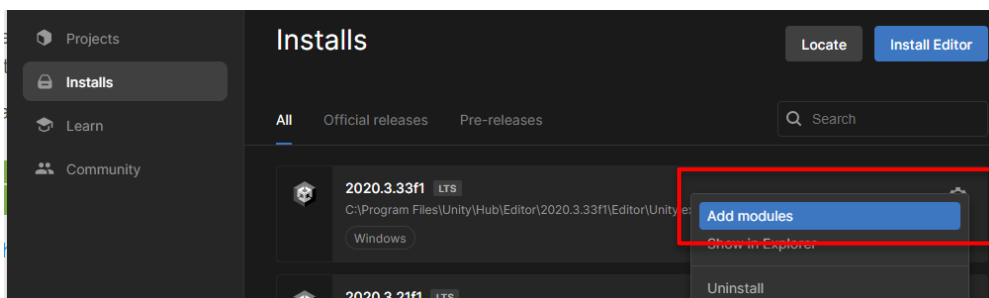 Projects
Installs
Learn
Community
Installs
Locate
Install Editor
All
Official releases
Pre-releases
Search
2020.3.33f1 LTS
C:\Program Files\Unity\Hub\Editor\2020.3.33f1\Editor\Unity.ex
Windows
Add modules
Show in Explorer
Uninstall
2020.3.21f1 LTS